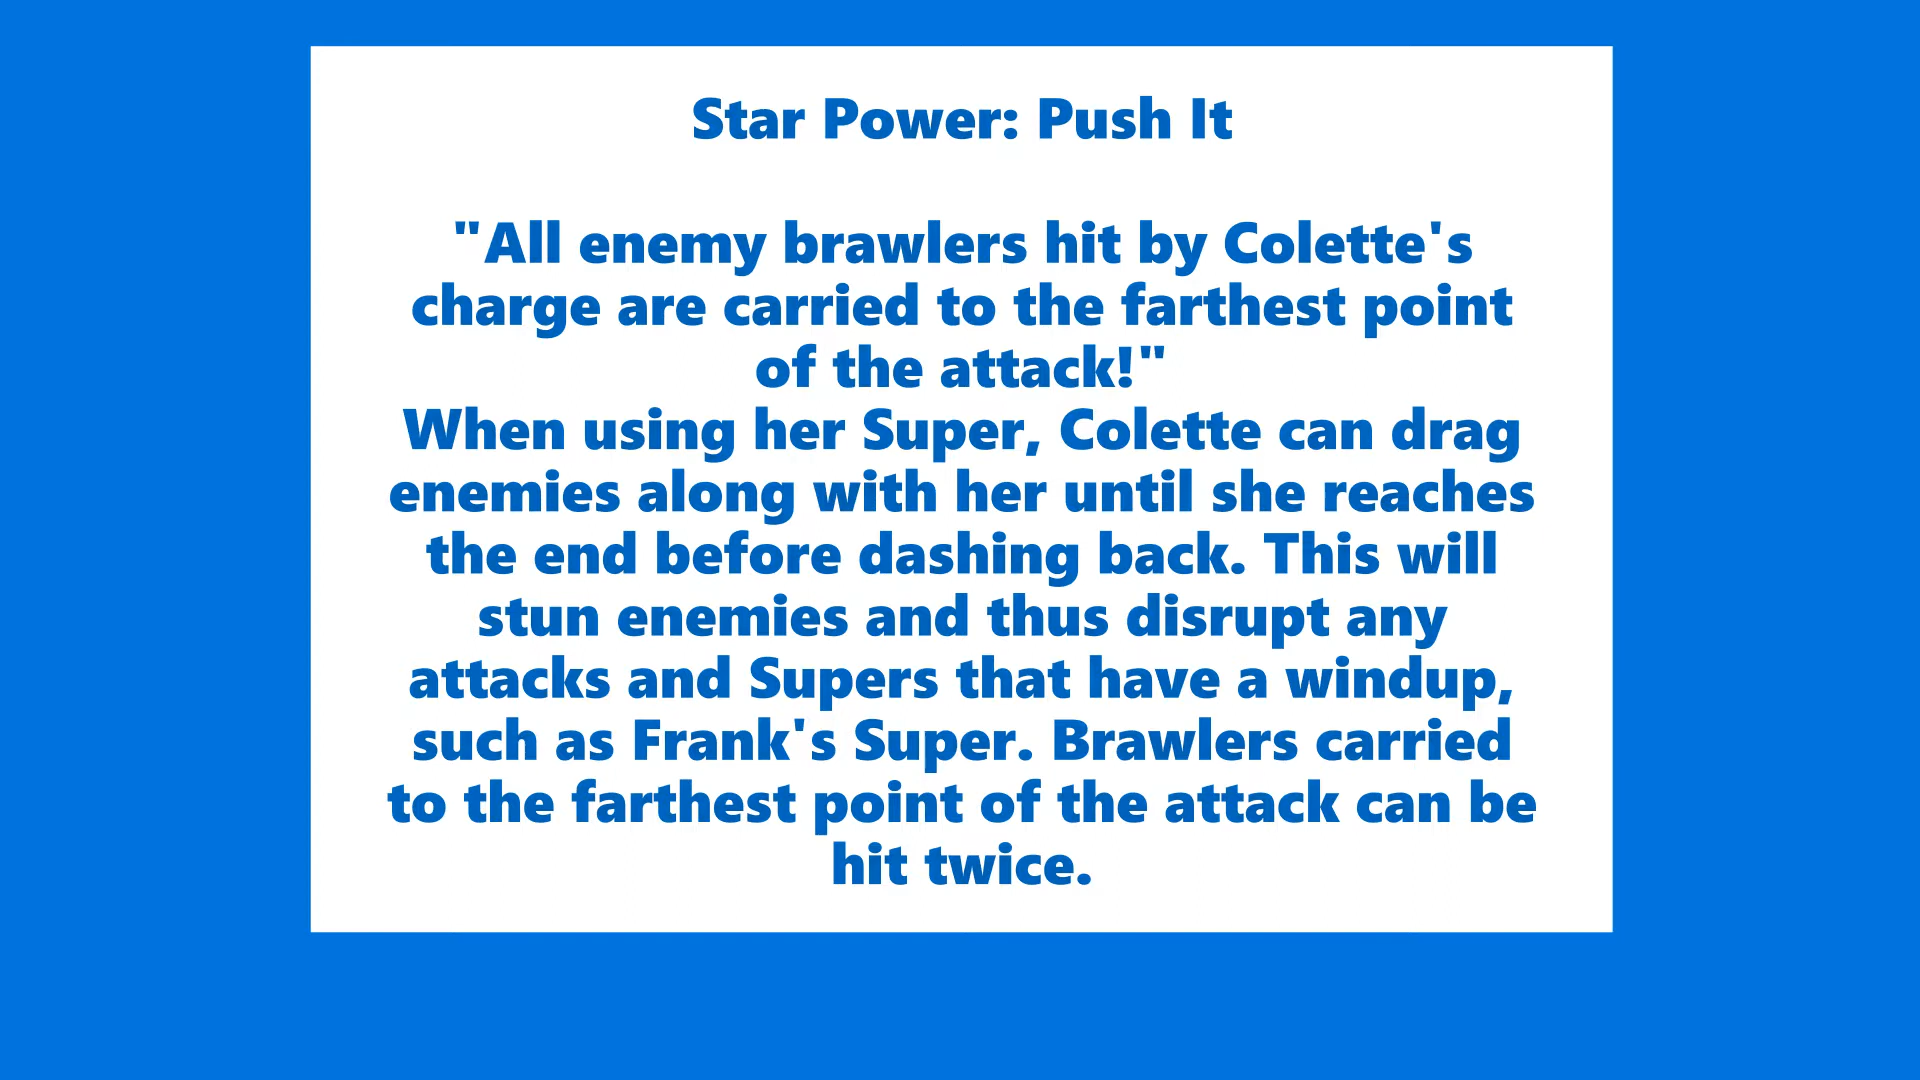 Star Power: Push It
"All enemy brawlers hit by Colette's
charge are carried to the farthest point
of the attack!"
When using her Super, Colette can drag
enemies along with her until she reaches
the end before dashing back. This will
stun enemies and thus disrupt any
attacks and Supers that have a windup,
such as Frank's Super. Brawlers carried
to the farthest point of the attack can be
hit twice.